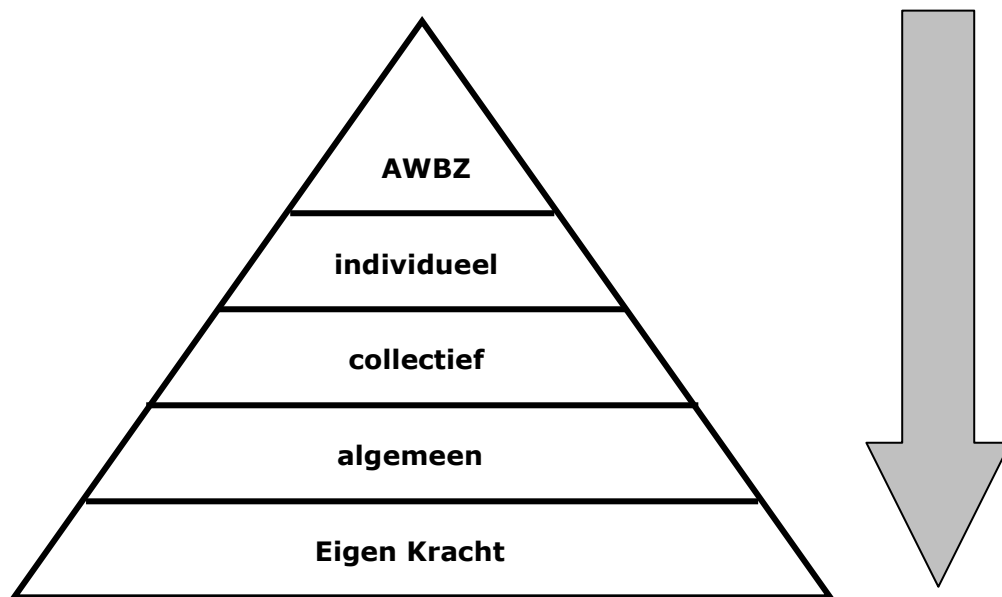 AWBZ
individueel
collectief
algemeen
Eigen Kracht